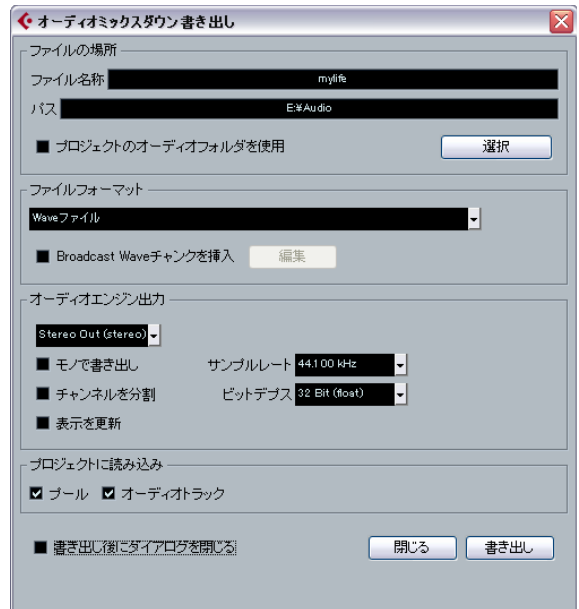 オーディオミックスダウン書き出し
ファイルの場所
ファイル名称 mylife
パス E:¥Audio
プロジェクトのオーディオフォルダを使用 選択
ファイルフォーマット
Waveファイル
Broadcast Waveチャンクを挿入 編集
オーディオエンジン出力
Stereo Out (stereo)
モノで書き出し サンプルレート 44.100 kHz
チャンネルを分割 ビットデプス 32 Bit (float)
表示を更新
プロジェクトに読み込み
プール オーディオトラック
書き出し後にダイアログを閉じる 閉じる 書き出し